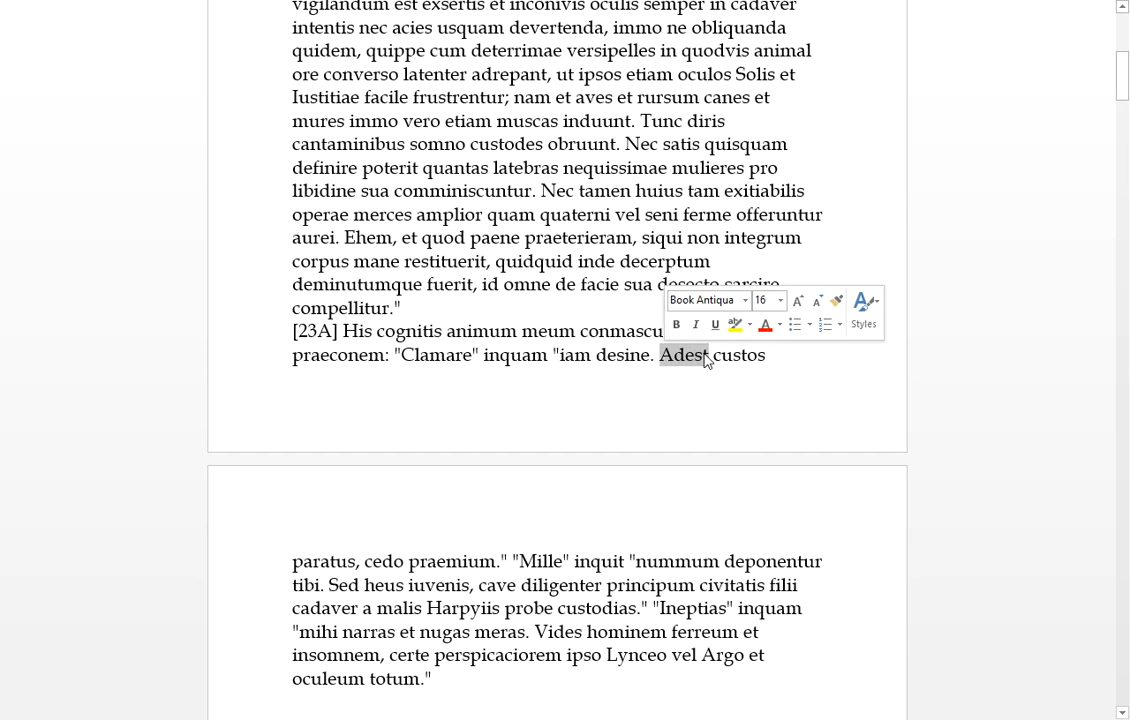 vigilandum est exsertis et inconivis oculis semper in cadaver
intentis nec acies usquam devertenda, immo ne obliquanda
quidem, quippe cum deterrimae versipelles in quodvis animal
ore converso latenter adrepant, ut ipsos etiam oculos Solis et
Iustitiae facile frustrentur; nam et aves et rursum canes et
mures immo vero etiam muscas induunt. Tunc diris
cantaminibus somno custodes obruunt. Nec satis quisquam
definire poterit quantas latebras nequissimae mulieres pro
libidine sua comminiscuntur. Nec tamen huius tam exitiabilis
operae merces amplior quam quaterni vel seni ferme offeruntur
aurei. Ehem, et quod paene praeterieram, siqui non integrum
corpus mane restituerit, quidquid inde decerptum
deminutumque fuerit, id omne de facie sua desecto sarcire
compellitur."
[23A] His cognitis animum meum conmascu
praeconem: "Clamare" inquam "iam desine. Adest custos
Book Antiqua 16
B I U ab A Styles
paratus, cedo praemium." "Mille" inquit "nummum deponentur
tibi. Sed heus iuvenis, cave diligenter principum civitatis filii
cadaver a malis Harpyiis probe custodias." "Ineptias" inquam
"mihi narras et nugas meras. Vides hominem ferreum et
insomnem, certe perspicaciorem ipso Lynceo vel Argo et
oculeum totum."